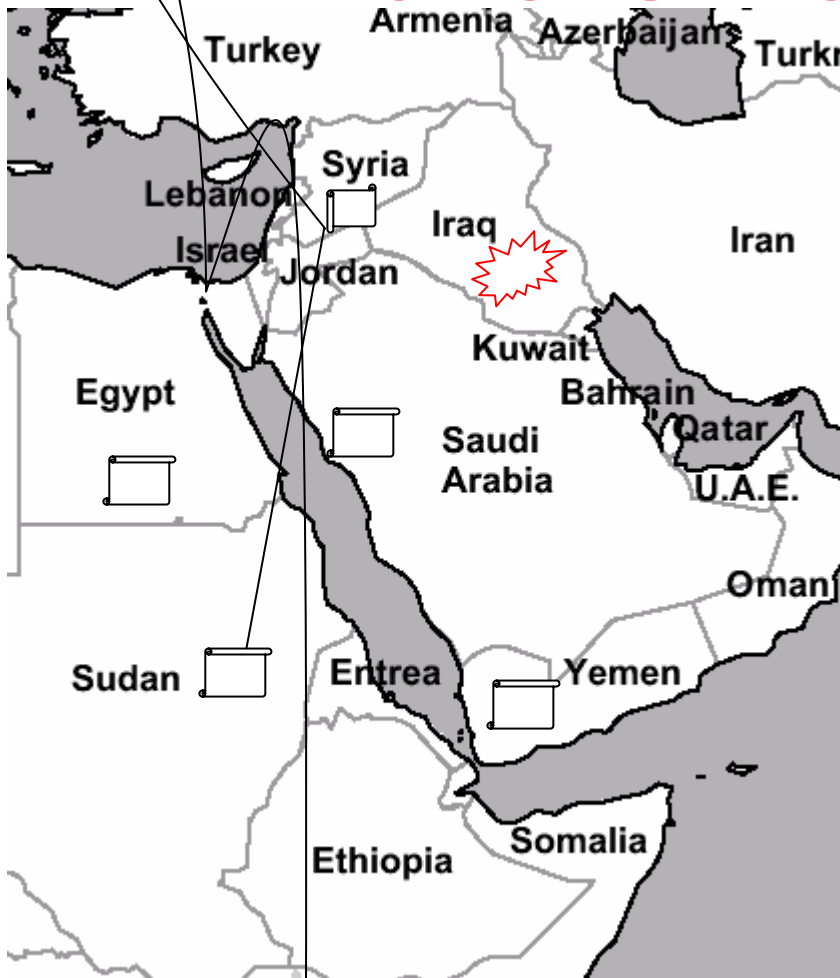 Armenia
Azerbaijan
Turkey
Syria
Lebanon
Iraq
Iran
Israel
Jordan
Kuwait
Egypt
Bahrain
Saudi
Arabia
Qatar
U.A.E.
Oman
Sudan
Entrea
Yemen
Somalia
Ethiopia